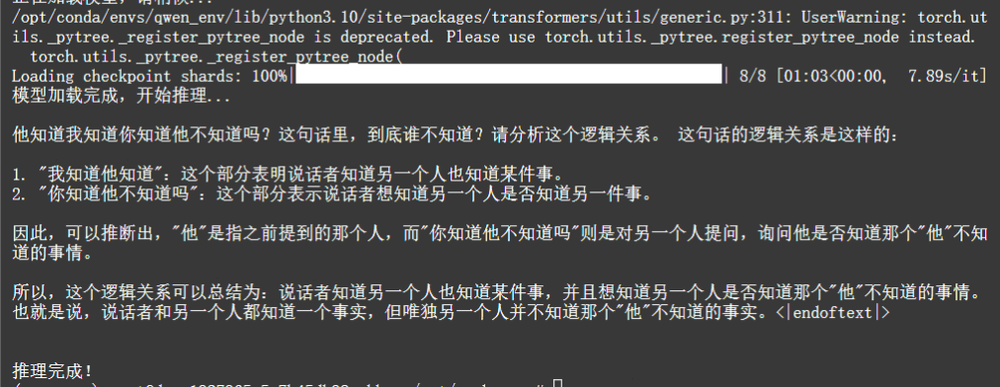 /opt/conda/envs/qwen_env/lib/python3.10/site-packages/transformers/utils/generic.py:311: UserWarning: torch.ut
ils._pytree._register_pytree_node is deprecated. Please use torch.utils._pytree.register_pytree_node instead.
torch.utils._pytree._register_pytree_node(
Loading checkpoint shards: 100%| | 8/8 [01:03<00:00, 7.89s/it]
模型加载完成，开始推理...
他知道我知道你知道他不知道吗？这句话里，到底谁不知道？请分析这个逻辑关系。 这句话的逻辑关系是这样的：
1. "我知道他知道"：这个部分表明说话者知道另一个人也知道某件事。
2. "你知道他不知道吗"：这个部分表示说话者想知道另一个人是否知道另一件事。
因此，可以推断出，"他"是指之前提到的那个人，而"你知道他不知道吗"则是对另一个人提问，询问他是否知道那个"他"不知
道的事情。
所以，这个逻辑关系可以总结为：说话者知道另一个人也知道某件事，并且想知道另一个人是否知道那个"他"不知道的事情。
也就是说，说话者和另一个人都知道一个事实，但唯独另一个人并不知道那个"他"不知道的事实。<|endoftext|>
推理完成！